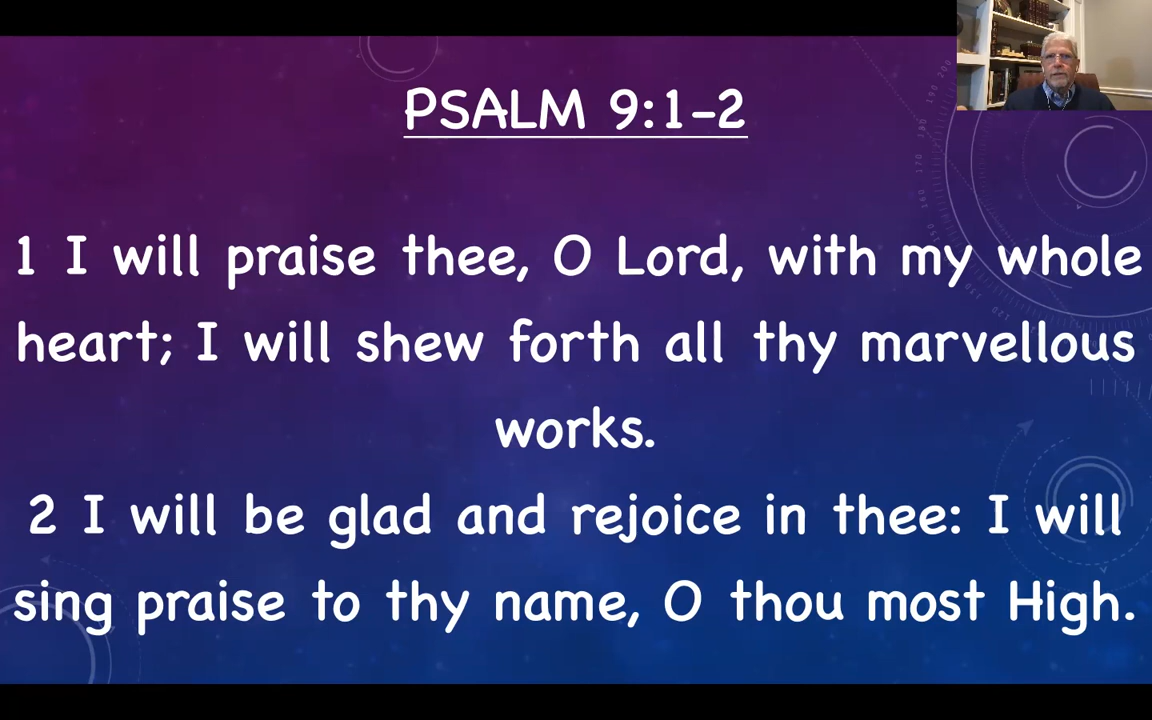 PSALM 9:1-2
1 I will praise thee, O Lord, with my whole
heart; I will shew forth all thy marvellous
works.
2 I will be glad and rejoice in thee: I will
sing praise to thy name, O thou most High.